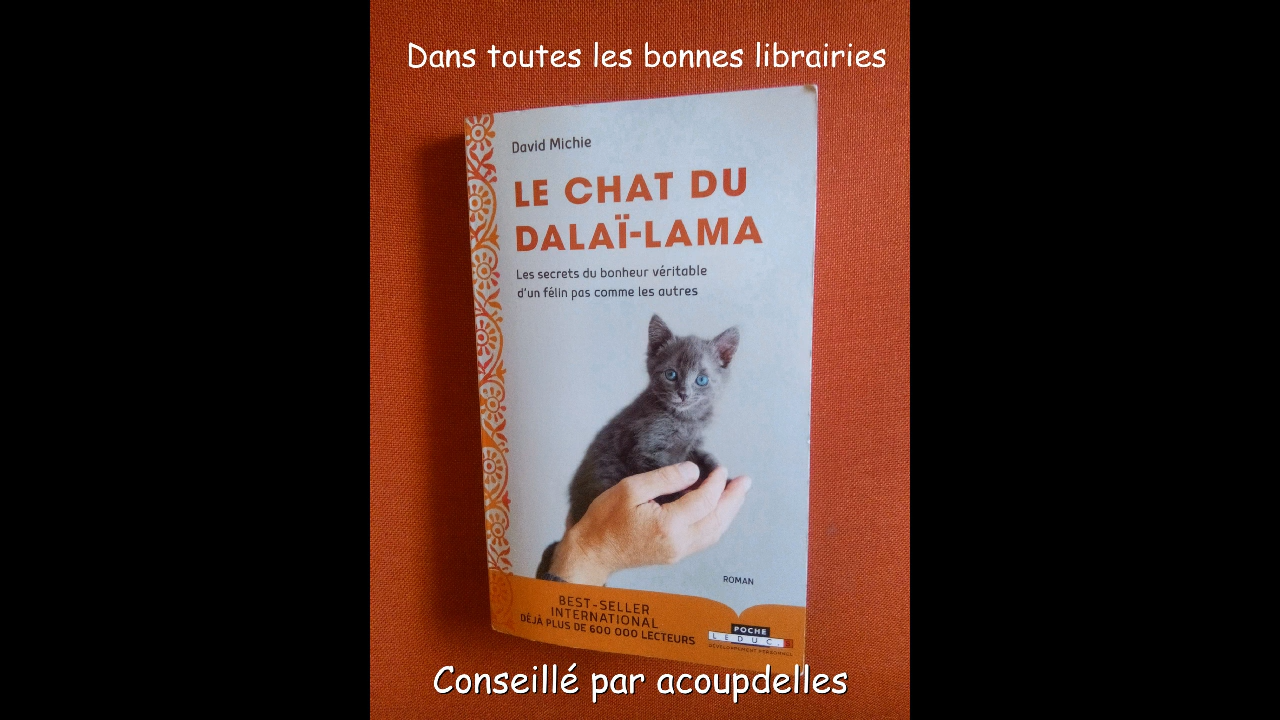 Dans toutes les bonnes librairies
David Michie
LE CHAT DU
DALAÏ-LAMA
Les secrets du bonheur véritable
d'un félin pas comme les autres
ROMAN
BEST-SELLER
INTERNATIONAL
DÉJÀ PLUS DE 600 000 LECTEURS
POCHE
LEDUC.S
DÉVELOPPEMENT PERSONNEL
Conseillé par acoupdelles